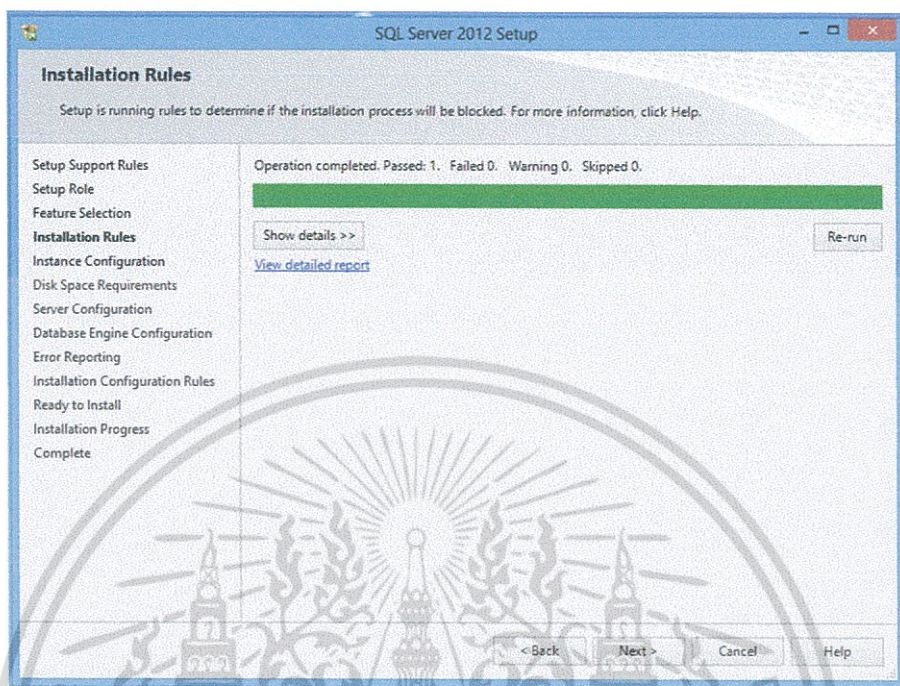 SQL Server 2012 Setup
Installation Rules
Setup is running rules to determine if the installation process will be blocked. For more information, click Help.
Setup Support Rules
Setup Role
Feature Selection
Installation Rules
Instance Configuration
Disk Space Requirements
Server Configuration
Database Engine Configuration
Error Reporting
Installation Configuration Rules
Ready to Install
Installation Progress
Complete
Operation completed. Passed: 1. Failed 0. Warning 0. Skipped 0.
Show details >>
Re-run
View detailed report
< Back
Next >
Cancel
Help